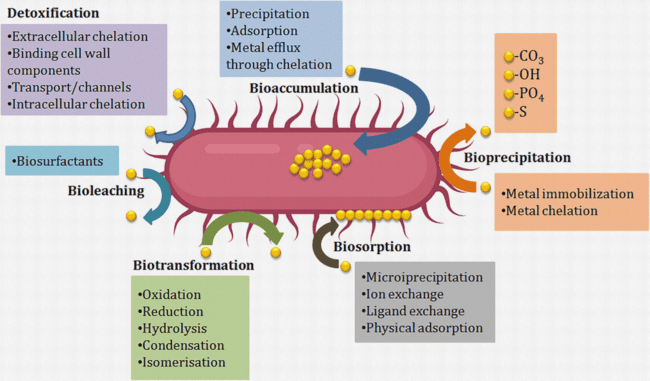 Detoxification
•Extracellular chelation
•Binding cell wall
components
•Transport/channels
•Intracellular chelation
•Precipitation
•Adsorption
•Metal efflux
through chelation
Bioaccumulation
-CO3
-OH
-PO4
-S
Bioprecipitation
•Metal immobilization
•Metal chelation
•Biosurfactants
Bioleaching
Biotransformation
•Oxidation
•Reduction
•Hydrolysis
•Condensation
•Isomerisation
Biosorption
•Microiprecipitation
•Ion exchange
•Ligand exchange
•Physical adsorption